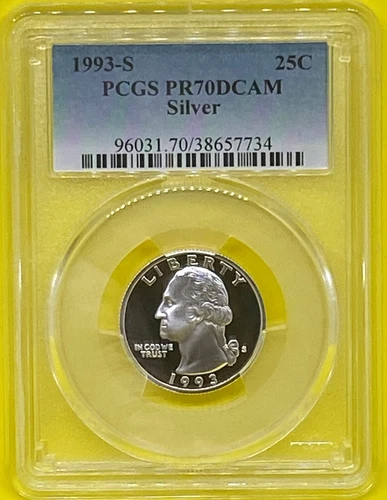 1993-S 25C
PCGS PR70DCAM
Silver
96031.70/38657734
LIBERTY
IN GOD WE
TRUST
S
1993